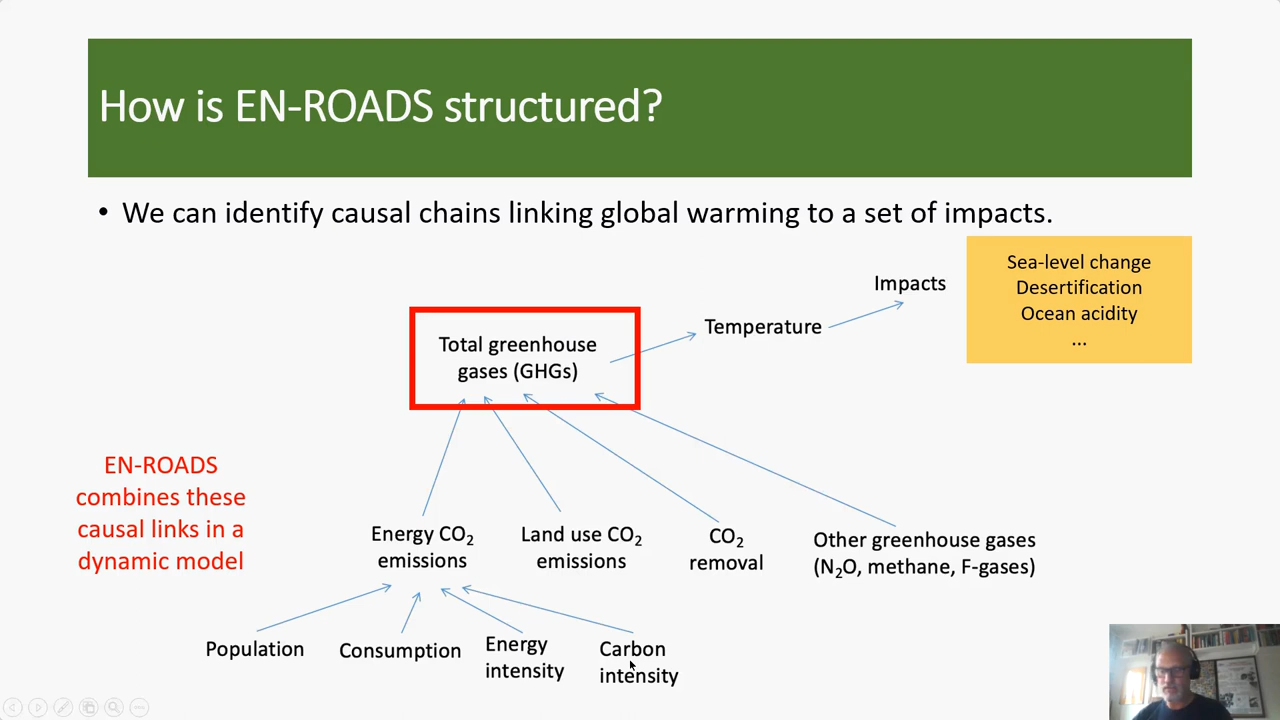 How is EN-ROADS structured?
• We can identify causal chains linking global warming to a set of impacts.
Sea-level change
Desertification
Ocean acidity
...
Impacts
Temperature
Total greenhouse
gases (GHGs)
EN-ROADS
combines these
causal links in a
dynamic model
Energy CO₂
emissions
Land use CO₂
emissions
CO₂
removal
Other greenhouse gases
(N₂O, methane, F-gases)
Population
Consumption
Energy
intensity
Carbon
intensity